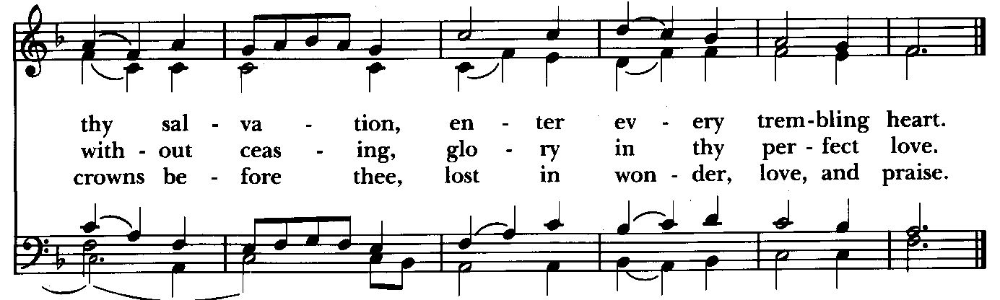 thy sal - va - tion, en - ter ev - ery trem-bling heart.
with - out ceas - ing, glo - ry in thy per - fect love.
crowns be - fore thee, lost in won - der, love, and praise.